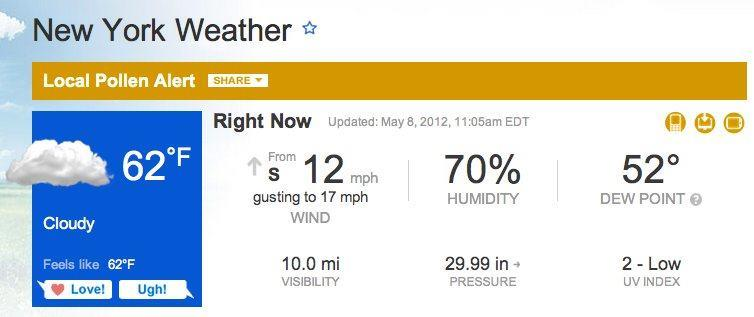 New York Weather
Local Pollen Alert SHARE
Right Now Updated: May 8, 2012, 11:05am EDT
62°F
Cloudy
Feels like 62°F
Love! Ugh!
From
S 12 mph
gusting to 17 mph
WIND
70%
HUMIDITY
52°
DEW POINT ?
10.0 mi
VISIBILITY
29.99 in
PRESSURE
2 - Low
UV INDEX